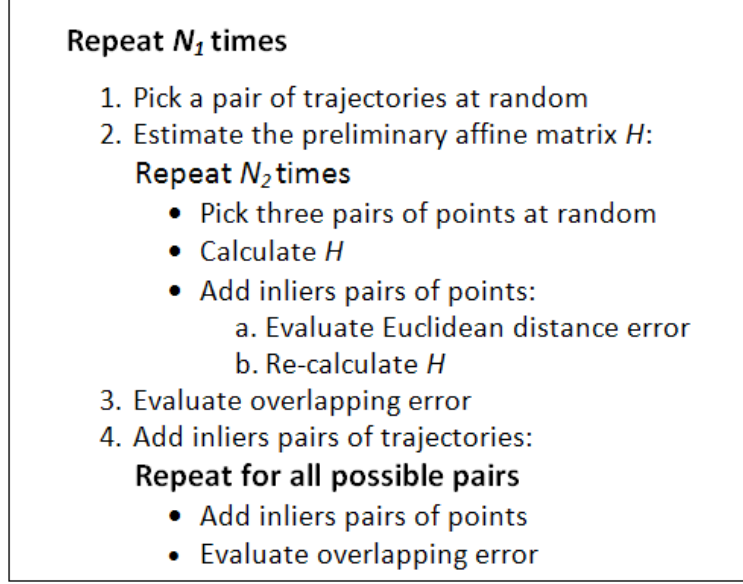 Repeat N1 times
1. Pick a pair of trajectories at random
2. Estimate the preliminary affine matrix H:
Repeat N2 times
• Pick three pairs of points at random
• Calculate H
• Add inliers pairs of points:
a. Evaluate Euclidean distance error
b. Re-calculate H
3. Evaluate overlapping error
4. Add inliers pairs of trajectories:
Repeat for all possible pairs
• Add inliers pairs of points
• Evaluate overlapping error